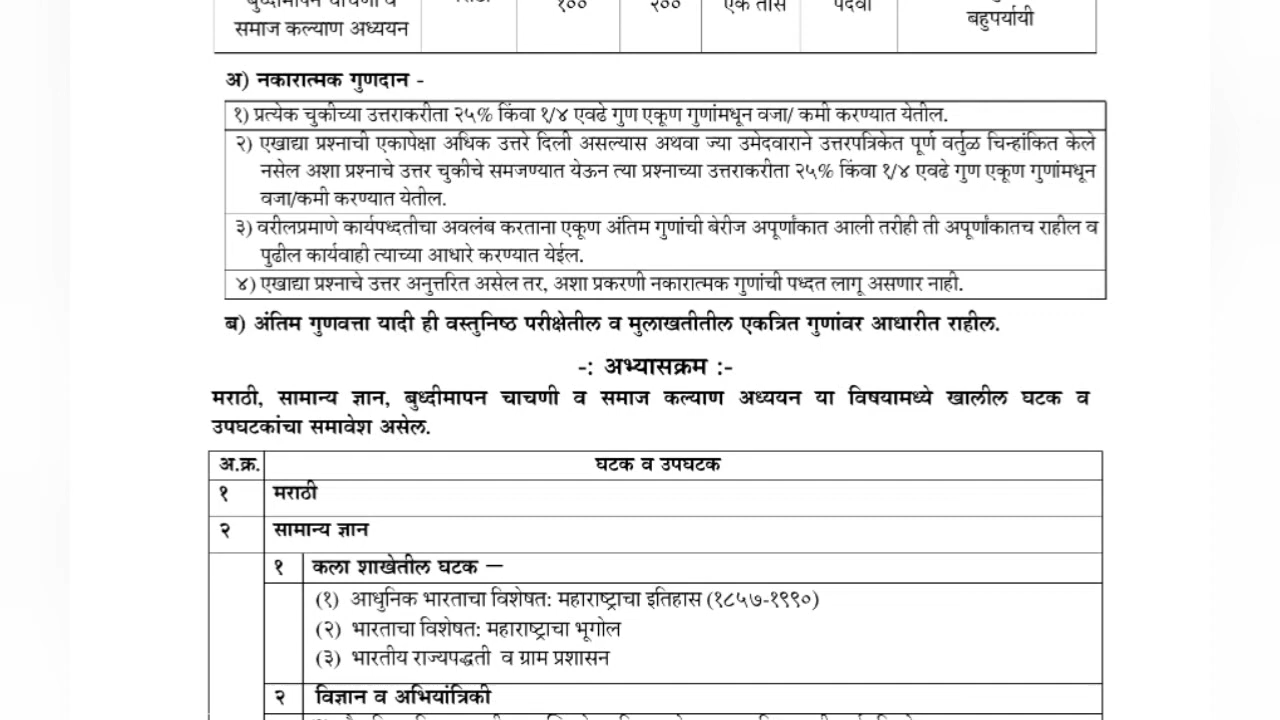 बुध्दीमापन चाचणी व १०० २०० एक तास पदवी
समाज कल्याण अध्ययन बहुपर्यायी
अ) नकारात्मक गुणदान -
१) प्रत्येक चुकीच्या उत्तराकरीता २५% किंवा १/४ एवढे गुण एकूण गुणांमधून वजा/ कमी करण्यात येतील.
२) एखाद्या प्रश्नाची एकापेक्षा अधिक उत्तरे दिली असल्यास अथवा ज्या उमेदवाराने उत्तरपत्रिकेत पूर्ण वर्तुळ चिन्हांकित केले
नसेल अशा प्रश्नाचे उत्तर चुकीचे समजण्यात येऊन त्या प्रश्नाच्या उत्तराकरीता २५% किंवा १/४ एवढे गुण एकूण गुणांमधून
वजा/कमी करण्यात येतील.
३) वरीलप्रमाणे कार्यपध्दतीचा अवलंब करताना एकूण अंतिम गुणांची बेरीज अपूर्णांकात आली तरीही ती अपूर्णांकातच राहील व
पुढील कार्यवाही त्याच्या आधारे करण्यात येईल.
४) एखाद्या प्रश्नाचे उत्तर अनुत्तरित असेल तर, अशा प्रकरणी नकारात्मक गुणांची पध्दत लागू असणार नाही.
ब) अंतिम गुणवत्ता यादी ही वस्तुनिष्ठ परीक्षेतील व मुलाखतीतील एकत्रित गुणांवर आधारीत राहील.
-: अभ्यासक्रम :-
मराठी, सामान्य ज्ञान, बुध्दीमापन चाचणी व समाज कल्याण अध्ययन या विषयामध्ये खालील घटक व
उपघटकांचा समावेश असेल.
अ.क्र. घटक व उपघटक
१ मराठी
२ सामान्य ज्ञान
१ कला शाखेतील घटक –
(१) आधुनिक भारताचा विशेषत: महाराष्ट्राचा इतिहास (१८५७-१९९०)
(२) भारताचा विशेषत: महाराष्ट्राचा भूगोल
(३) भारतीय राज्यपद्धती व ग्राम प्रशासन
२ विज्ञान व अभियांत्रिकी